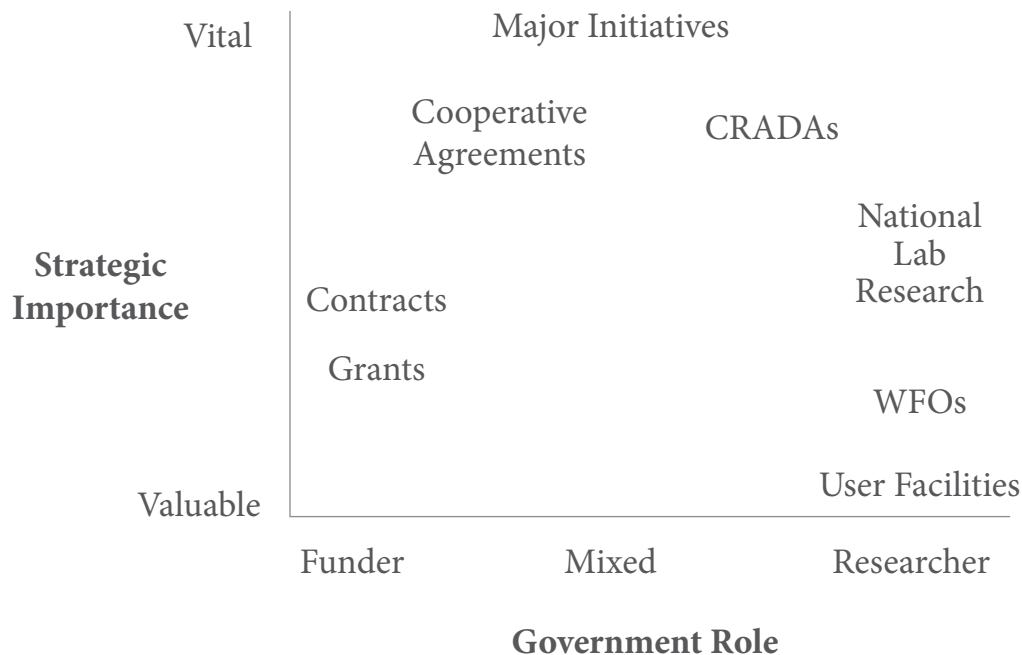 Vital
Major Initiatives
Cooperative
Agreements
CRADAs
National
Lab
Research
Strategic
Importance
Contracts
Grants
WFOs
User Facilities
Valuable
Funder
Mixed
Researcher
Government Role